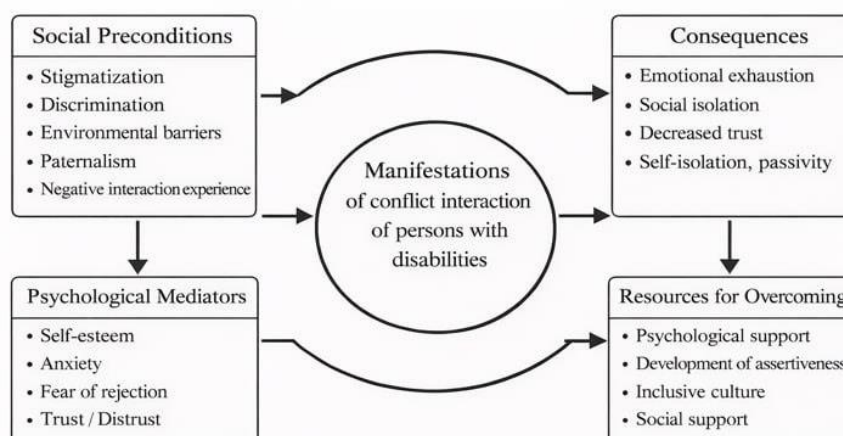 Social Preconditions
• Stigmatization
• Discrimination
• Environmental barriers
• Paternalism
• Negative interaction experience
Manifestations
of conflict interaction
of persons with
disabilities
Consequences
• Emotional exhaustion
• Social isolation
• Decreased trust
• Self-isolation, passivity
Psychological Mediators
• Self-esteem
• Anxiety
• Fear of rejection
• Trust / Distrust
Resources for Overcoming
• Psychological support
• Development of assertiveness
• Inclusive culture
• Social support